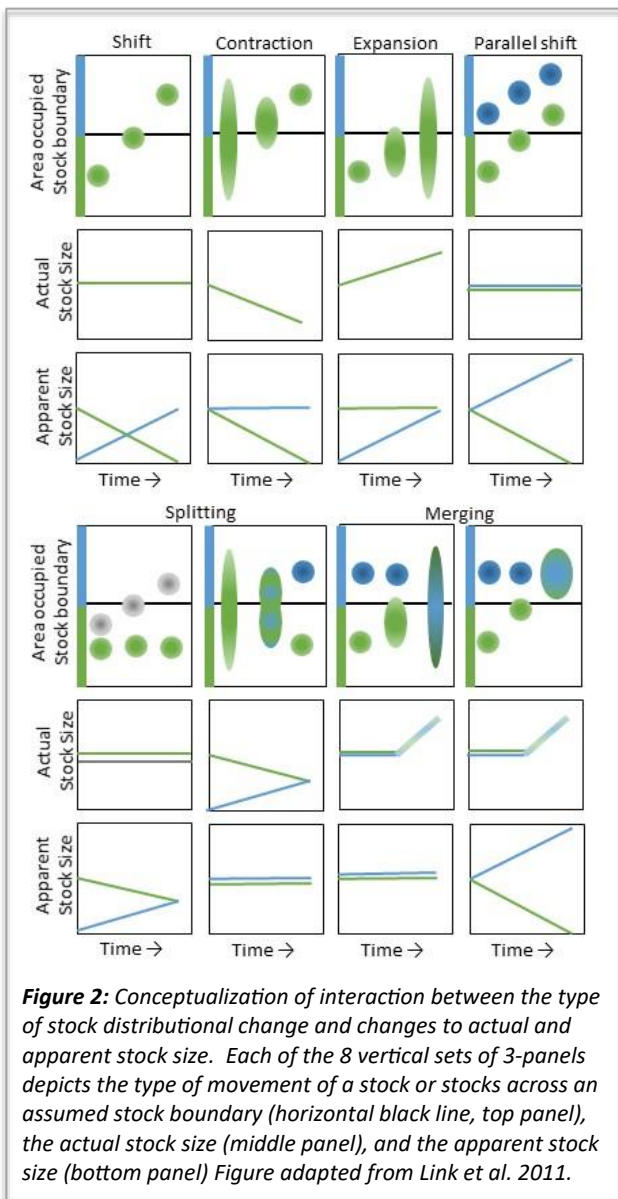 Shift Contraction Expansion Parallel shift
Area occupied
Stock boundary
Actual
Stock Size
Apparent
Stock Size
Time → Time → Time → Time →
Splitting Merging
Area occupied
Stock boundary
Actual
Stock Size
Apparent
Stock Size
Time → Time → Time → Time →
Figure 2: Conceptualization of interaction between the type
of stock distributional change and changes to actual and
apparent stock size. Each of the 8 vertical sets of 3-panels
depicts the type of movement of a stock or stocks across an
assumed stock boundary (horizontal black line, top panel),
the actual stock size (middle panel), and the apparent stock
size (bottom panel) Figure adapted from Link et al. 2011.